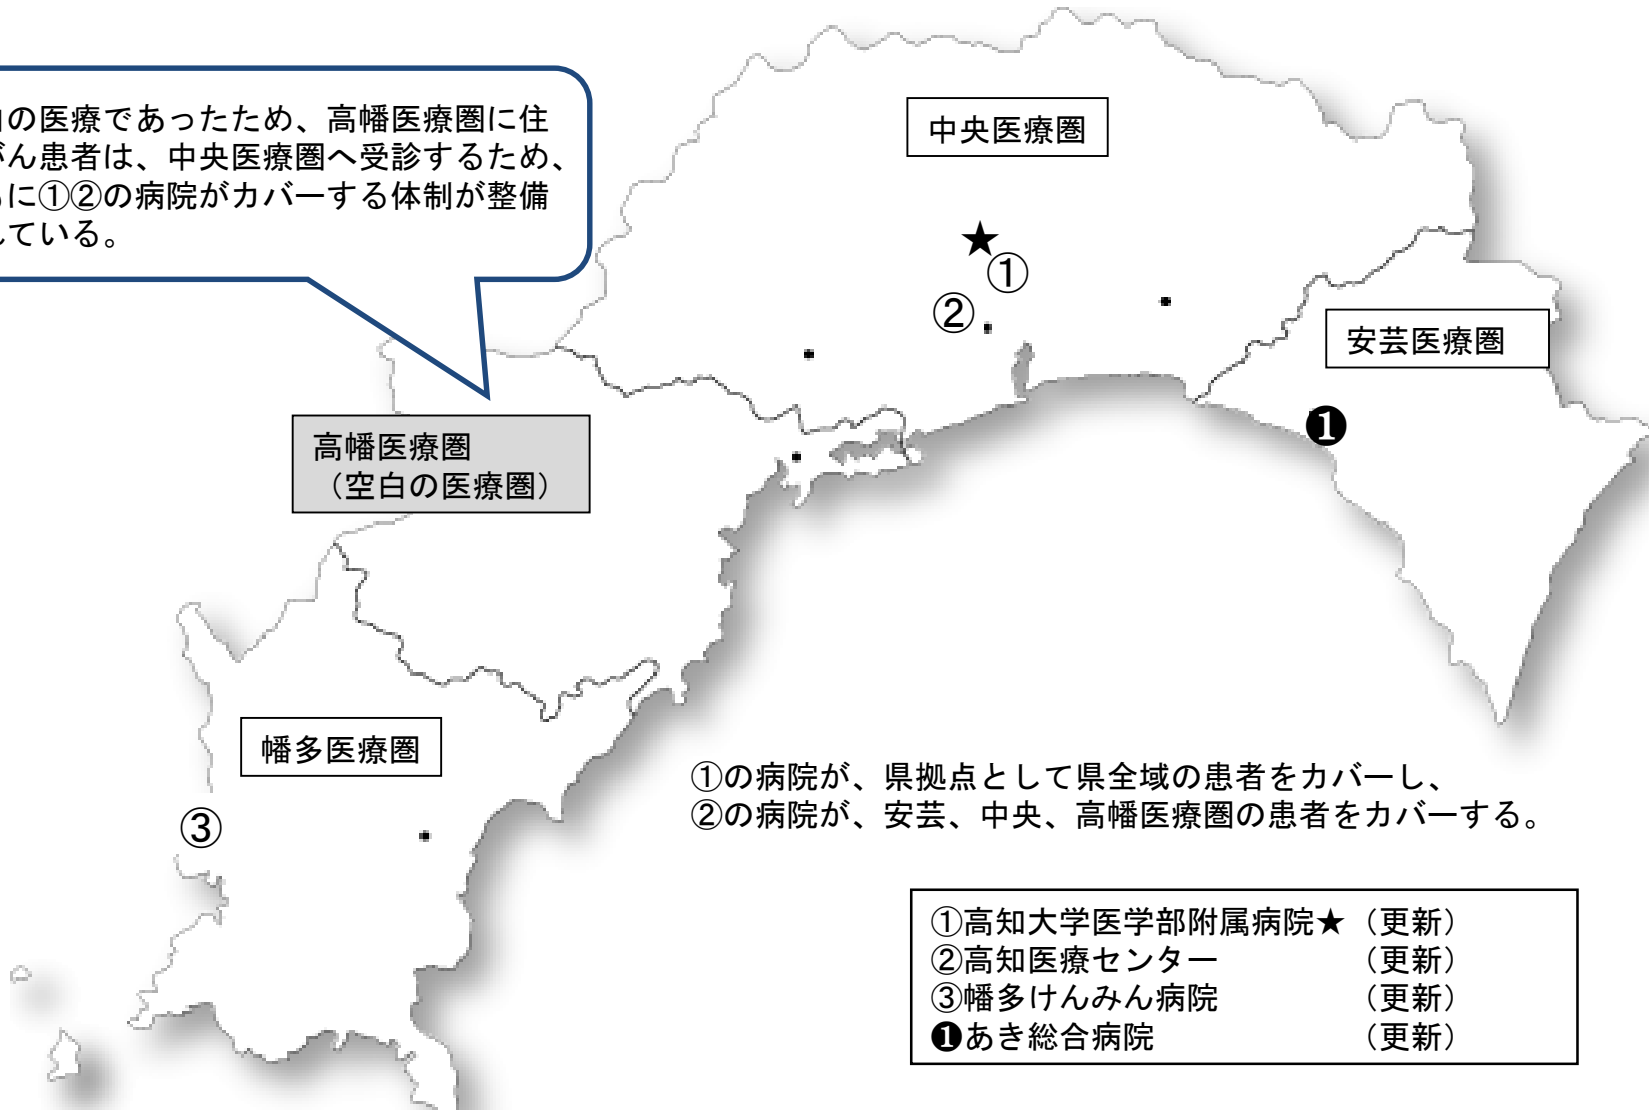 の医療であったため、高幡医療圏に住
がん患者は、中央医療圏へ受診するため、
に①②の病院がカバーする体制が整備
ている。
中央医療圏
★
①
②
安芸医療圏
❶
高幡医療圏
（空白の医療圏）
幡多医療圏
③
①の病院が、県拠点として県全域の患者をカバーし、
②の病院が、安芸、中央、高幡医療圏の患者をカバーする。
①高知大学医学部附属病院★（更新）
②高知医療センター（更新）
③幡多けんみん病院（更新）
❶あき総合病院（更新）